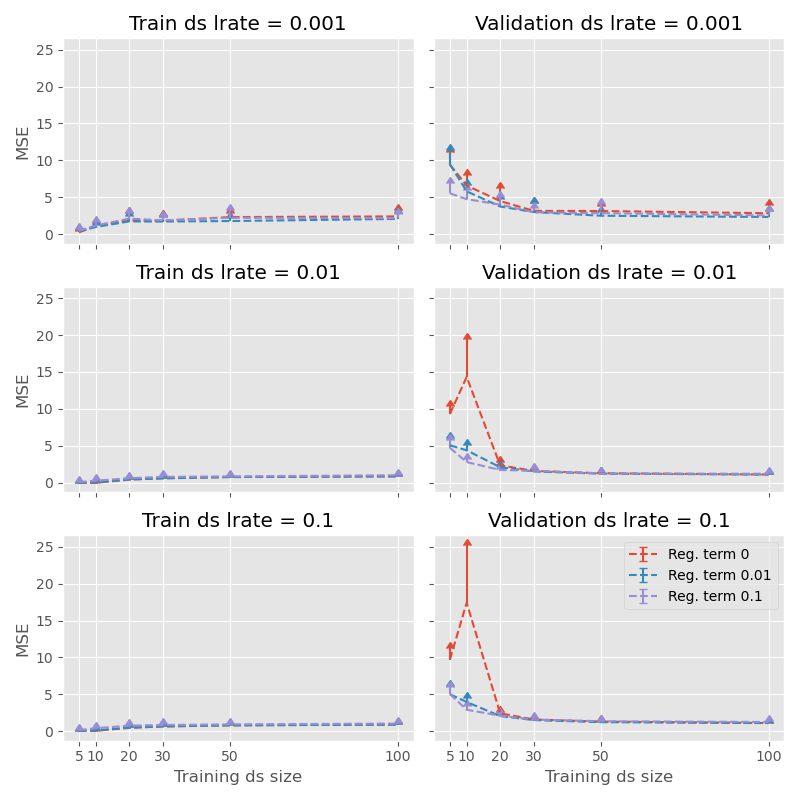 Train ds lrate = 0.001
Validation ds lrate = 0.001
MSE
25
20
15
10
5
0
Train ds lrate = 0.01
Validation ds lrate = 0.01
MSE
25
20
15
10
5
0
Train ds lrate = 0.1
Validation ds lrate = 0.1
MSE
25
20
15
10
5
0
Reg. term 0
Reg. term 0.01
Reg. term 0.1
5 10 20 30 50 100
5 10 20 30 50 100
Training ds size
Training ds size